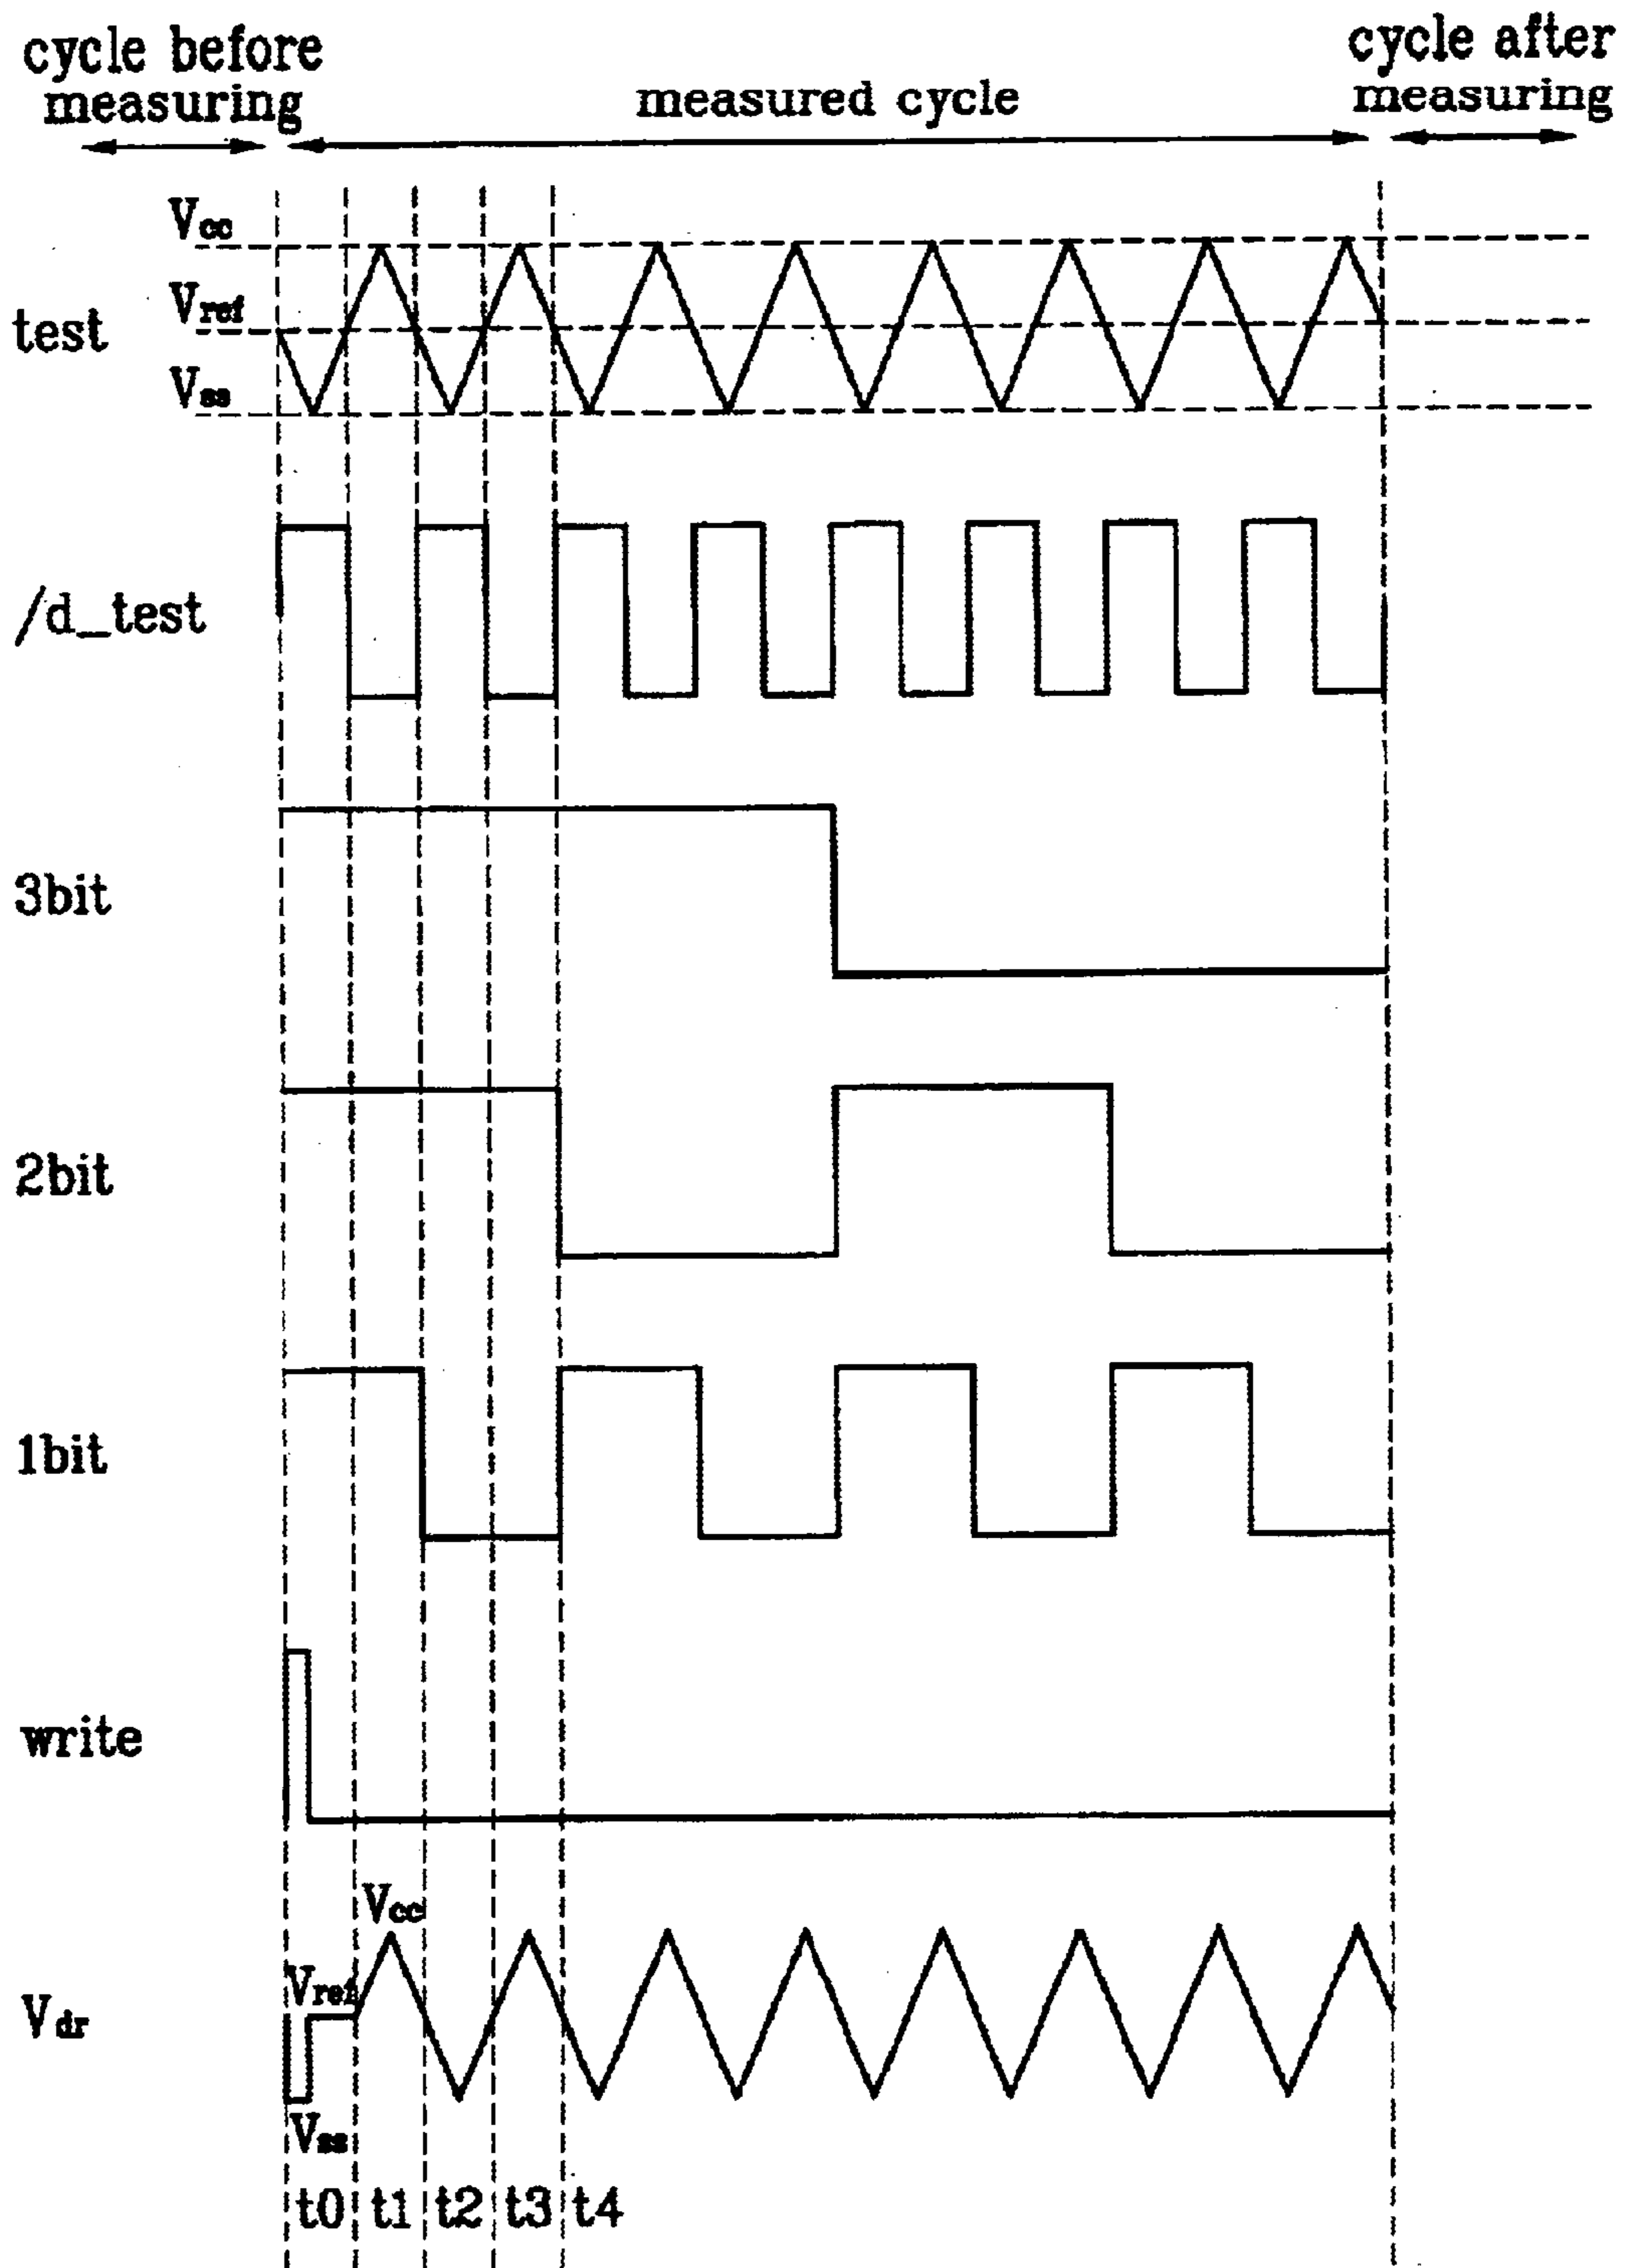 cycle before
measuring
measured cycle
cycle after
measuring
test
Vcc
Vref
Vss
/d_test
3bit
2bit
1bit
write
Vdr
Vcc
Vref
Vss
t0 t1 t2 t3 t4